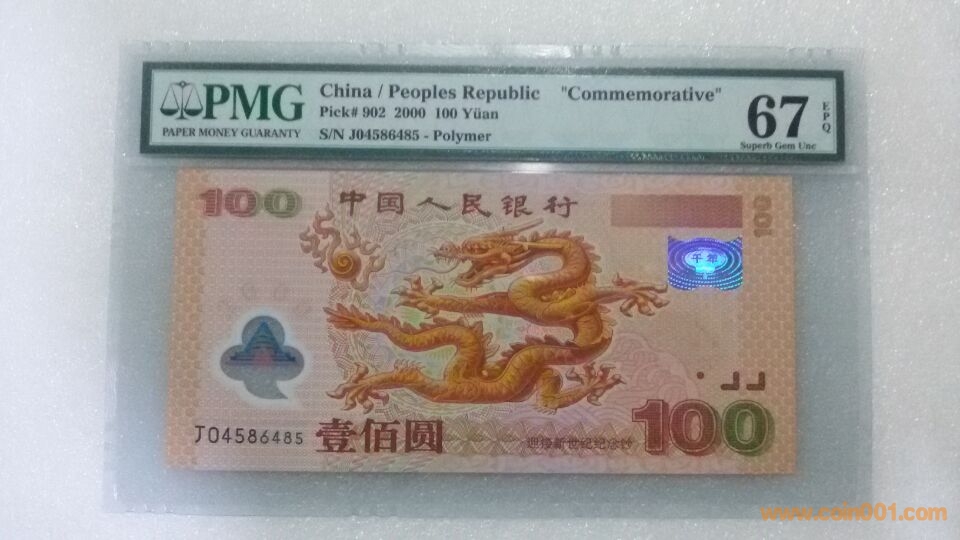 PMG
PAPER MONEY GUARANTY
China / Peoples Republic "Commemorative"
Pick# 902 2000 100 Yüan
S/N J04586485 - Polymer
67
EPQ
Superb Gem Unc
100
中国人民银行
100
千年
J04586485
壹佰圆
迎接新世纪纪念钞
100
www.coin001.com